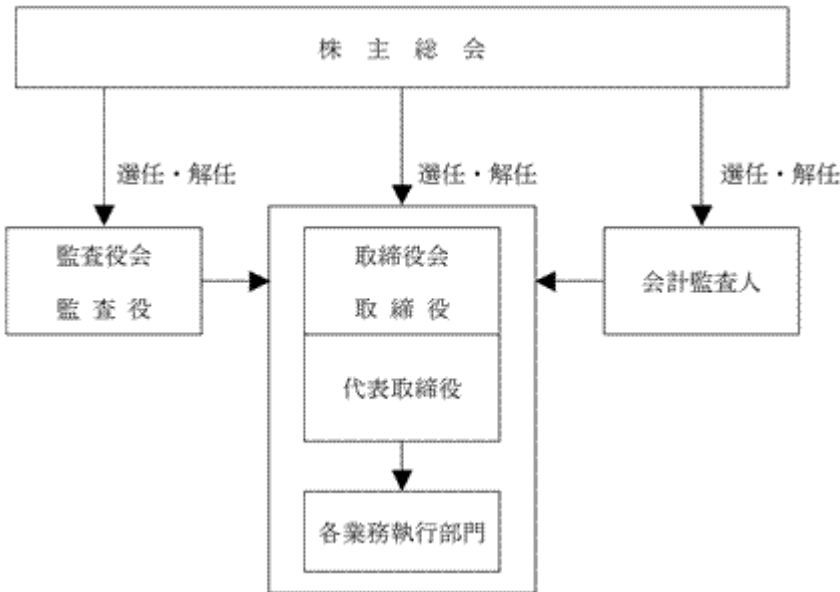 株主総会
選任・解任
選任・解任
選任・解任
監査役会
監査役
取締役会
取締役
会計監査人
代表取締役
各業務執行部門